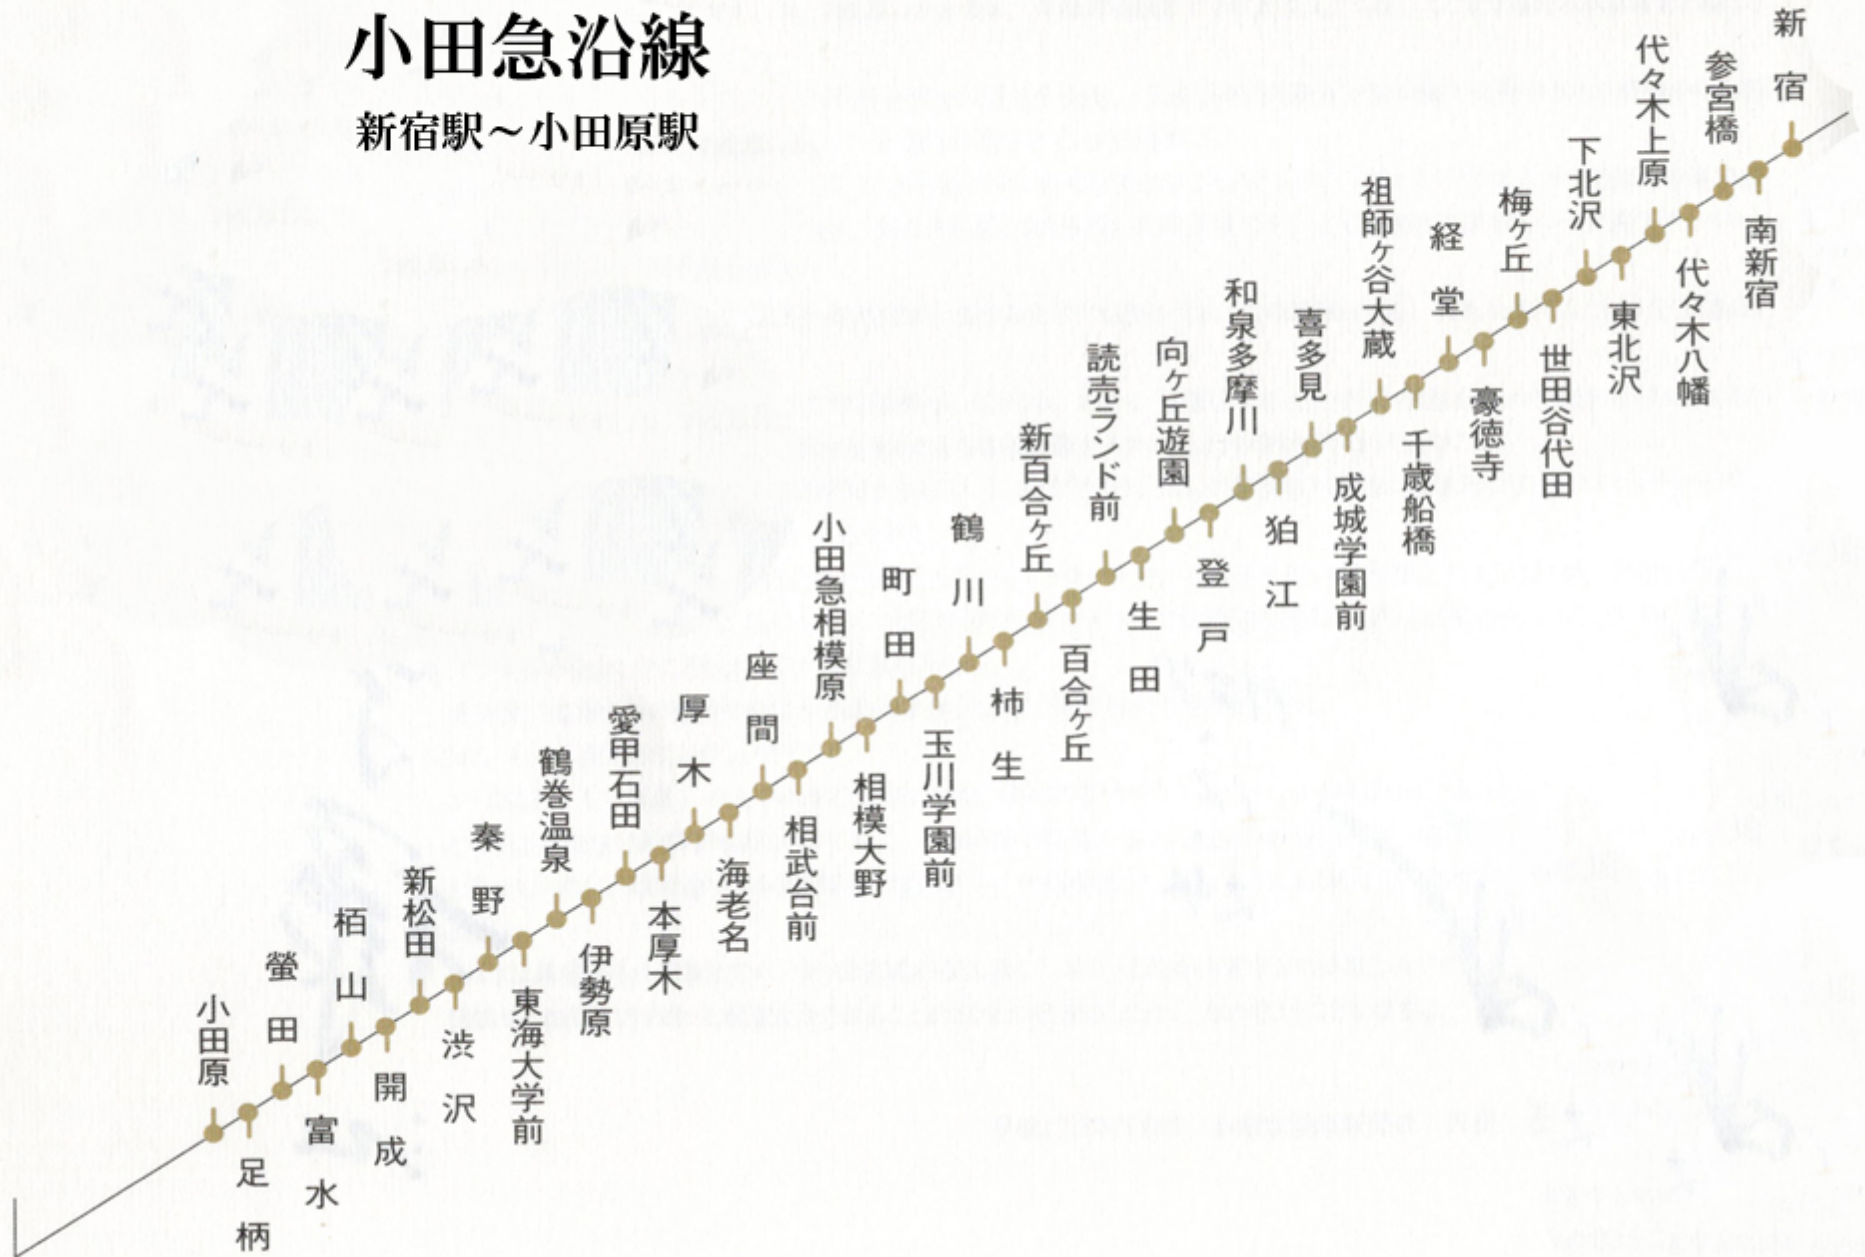 小田急沿線
新宿駅～小田原駅
新宿
南新宿
参宮橋
代々木八幡
代々木上原
東北沢
下北沢
世田谷代田
梅ヶ丘
豪徳寺
経堂
千歳船橋
祖師ヶ谷大蔵
成城学園前
喜多見
狛江
和泉多摩川
登戸
向ヶ丘遊園
生田
読売ランド前
百合ヶ丘
新百合ヶ丘
柿生
鶴川
玉川学園前
町田
相模大野
小田急相模原
相武台前
座間
海老名
厚木
本厚木
愛甲石田
伊勢原
鶴巻温泉
東海大学前
秦野
渋沢
新松田
開成
栢山
富水
螢田
足柄
小田原